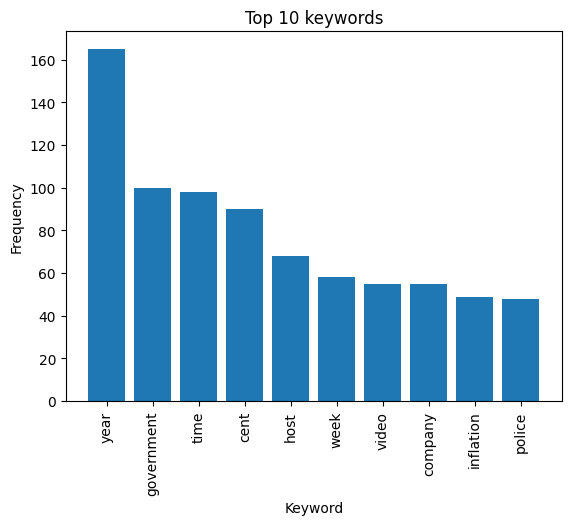 Top 10 keywords
Frequency
160
140
120
100
80
60
40
20
0
year
government
time
cent
host
week
video
company
inflation
police
Keyword